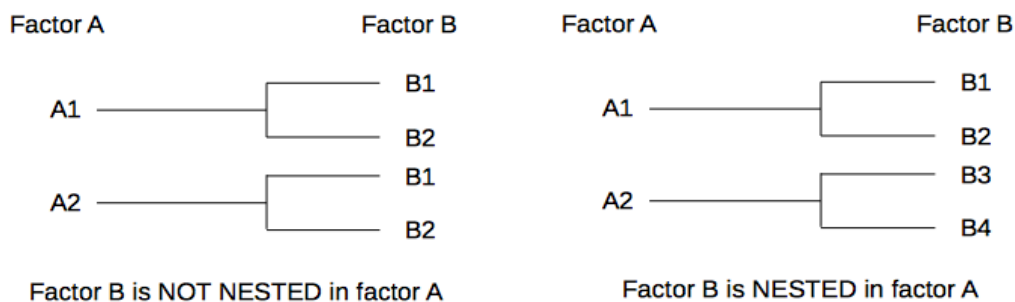 Factor A
Factor B
A1
B1
B2
A2
B1
B2
Factor B is NOT NESTED in factor A
Factor A
Factor B
A1
B1
B2
A2
B3
B4
Factor B is NESTED in factor A